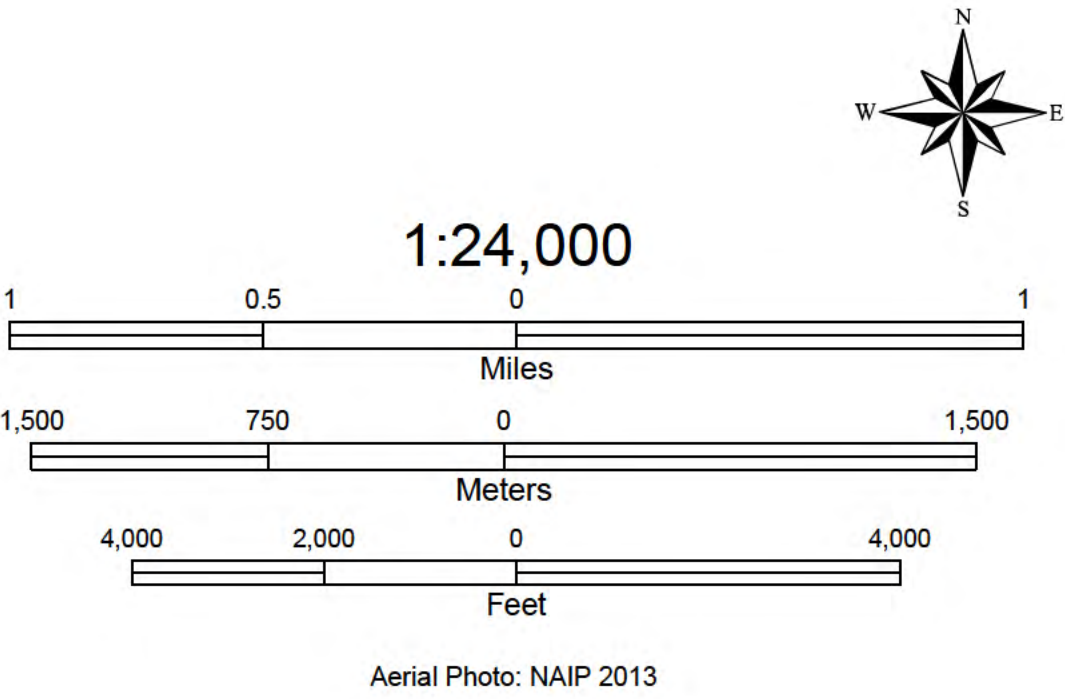 N
W E
S
1:24,000
1 0.5 0 1
Miles
1,500 750 0 1,500
Meters
4,000 2,000 0 4,000
Feet
Aerial Photo: NAIP 2013